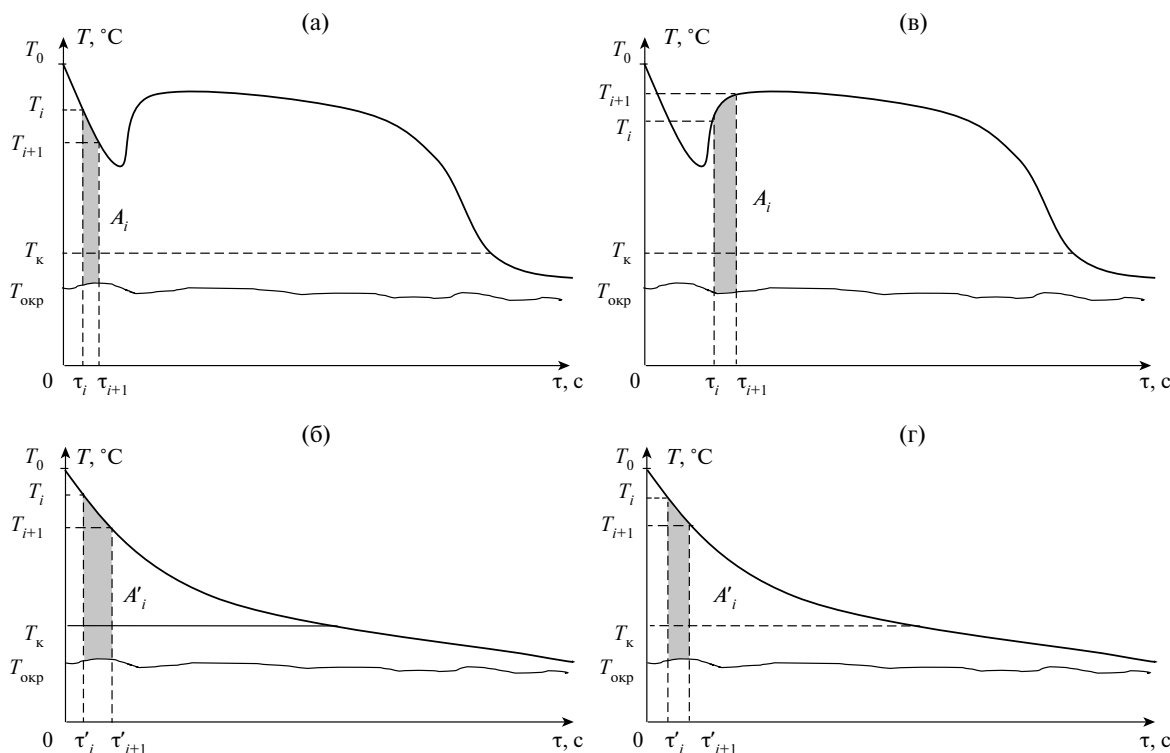 (а)
T, °C
T₀
Tᵢ
Tᵢ₊₁
Aᵢ
Tк
Tокр
0
τᵢ τᵢ₊₁
τ, с
(в)
T, °C
T₀
Tᵢ₊₁
Tᵢ
Aᵢ
Tк
Tокр
0
τᵢ τᵢ₊₁
τ, с
(б)
T, °C
T₀
Tᵢ
Tᵢ₊₁
A′ᵢ
Tк
Tокр
0
τ′ᵢ τ′ᵢ₊₁
τ, с
(г)
T, °C
T₀
Tᵢ
Tᵢ₊₁
A′ᵢ
Tк
Tокр
0
τ′ᵢ τ′ᵢ₊₁
τ, с